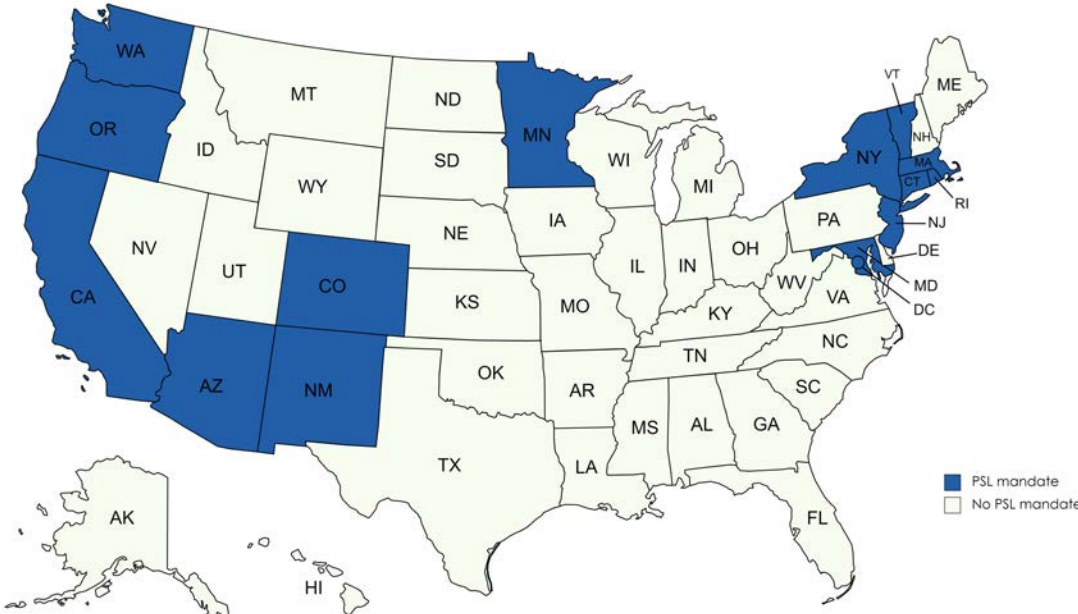 WA
MT
ND
MN
VT
ME
OR
ID
SD
WI
NH
NY
MA
WY
MI
CT
RI
IA
PA
NJ
NV
NE
OH
DE
UT
IL
IN
CA
CO
WV
MD
KS
MO
VA
DC
KY
NC
TN
OK
AZ
NM
AR
SC
MS
AL
GA
TX
LA
PSL mandate
No PSL mandate
AK
FL
HI